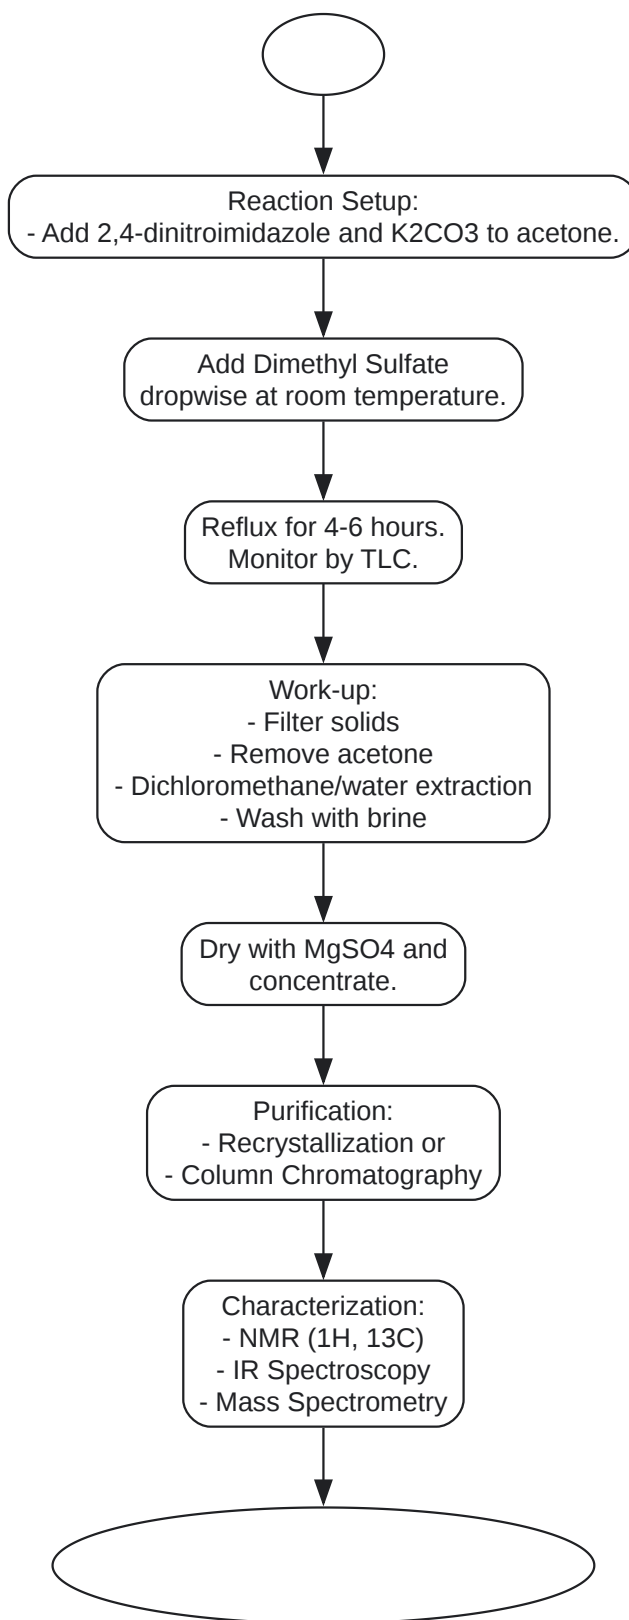 Reaction Setup:
- Add 2,4-dinitroimidazole and K2CO3 to acetone.
Add Dimethyl Sulfate
dropwise at room temperature.
Reflux for 4-6 hours.
Monitor by TLC.
Work-up:
- Filter solids
- Remove acetone
- Dichloromethane/water extraction
- Wash with brine
Dry with MgSO4 and
concentrate.
Purification:
- Recrystallization or
- Column Chromatography
Characterization:
- NMR (1H, 13C)
- IR Spectroscopy
- Mass Spectrometry